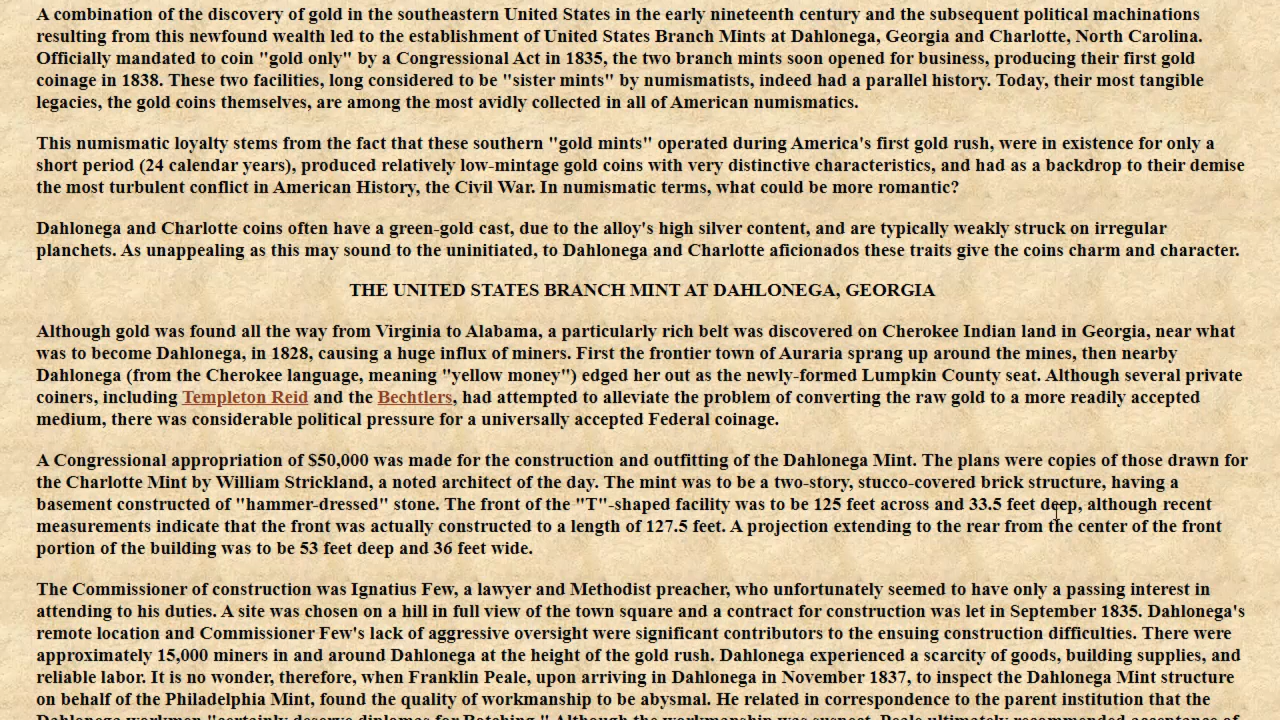 A combination of the discovery of gold in the southeastern United States in the early nineteenth century and the subsequent political machinations
resulting from this newfound wealth led to the establishment of United States Branch Mints at Dahlonega, Georgia and Charlotte, North Carolina.
Officially mandated to coin "gold only" by a Congressional Act in 1835, the two branch mints soon opened for business, producing their first gold
coinage in 1838. These two facilities, long considered to be "sister mints" by numismatists, indeed had a parallel history. Today, their most tangible
legacies, the gold coins themselves, are among the most avidly collected in all of American numismatics.
This numismatic loyalty stems from the fact that these southern "gold mints" operated during America's first gold rush, were in existence for only a
short period (24 calendar years), produced relatively low-mintage gold coins with very distinctive characteristics, and had as a backdrop to their demise
the most turbulent conflict in American History, the Civil War. In numismatic terms, what could be more romantic?
Dahlonega and Charlotte coins often have a green-gold cast, due to the alloy's high silver content, and are typically weakly struck on irregular
planchets. As unappealing as this may sound to the uninitiated, to Dahlonega and Charlotte aficionados these traits give the coins charm and character.
THE UNITED STATES BRANCH MINT AT DAHLONEGA, GEORGIA
Although gold was found all the way from Virginia to Alabama, a particularly rich belt was discovered on Cherokee Indian land in Georgia, near what
was to become Dahlonega, in 1828, causing a huge influx of miners. First the frontier town of Auraria sprang up around the mines, then nearby
Dahlonega (from the Cherokee language, meaning "yellow money") edged her out as the newly-formed Lumpkin County seat. Although several private
coiners, including Templeton Reid and the Bechtlers, had attempted to alleviate the problem of converting the raw gold to a more readily accepted
medium, there was considerable political pressure for a universally accepted Federal coinage.
A Congressional appropriation of $50,000 was made for the construction and outfitting of the Dahlonega Mint. The plans were copies of those drawn for
the Charlotte Mint by William Strickland, a noted architect of the day. The mint was to be a two-story, stucco-covered brick structure, having a
basement constructed of "hammer-dressed" stone. The front of the "T"-shaped facility was to be 125 feet across and 33.5 feet deep, although recent
measurements indicate that the front was actually constructed to a length of 127.5 feet. A projection extending to the rear from the center of the front
portion of the building was to be 53 feet deep and 36 feet wide.
The Commissioner of construction was Ignatius Few, a lawyer and Methodist preacher, who unfortunately seemed to have only a passing interest in
attending to his duties. A site was chosen on a hill in full view of the town square and a contract for construction was let in September 1835. Dahlonega's
remote location and Commissioner Few's lack of aggressive oversight were significant contributors to the ensuing construction difficulties. There were
approximately 15,000 miners in and around Dahlonega at the height of the gold rush. Dahlonega experienced a scarcity of goods, building supplies, and
reliable labor. It is no wonder, therefore, when Franklin Peale, upon arriving in Dahlonega in November 1837, to inspect the Dahlonega Mint structure
on behalf of the Philadelphia Mint, found the quality of workmanship to be abysmal. He related in correspondence to the parent institution that the